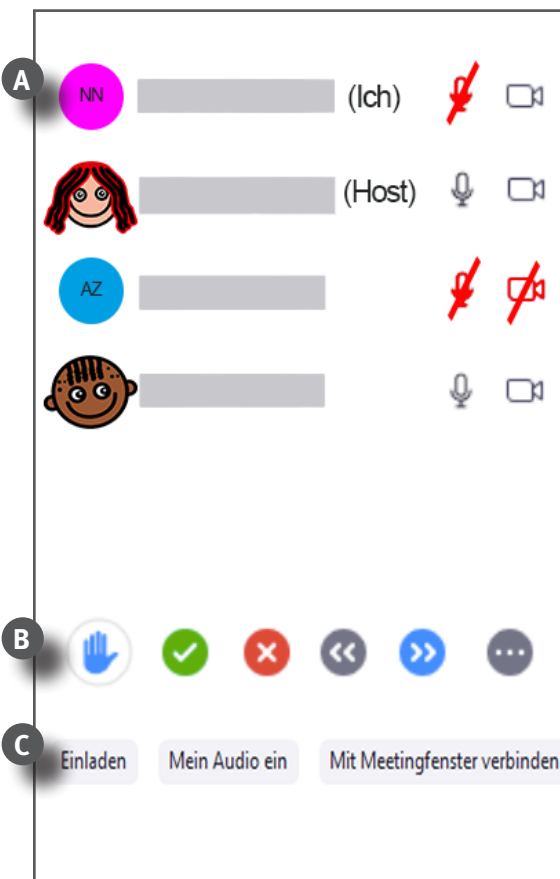 A
NN (Ich)
(Host)
AZ
B
C
Einladen Mein Audio ein Mit Meetingfenster verbinden